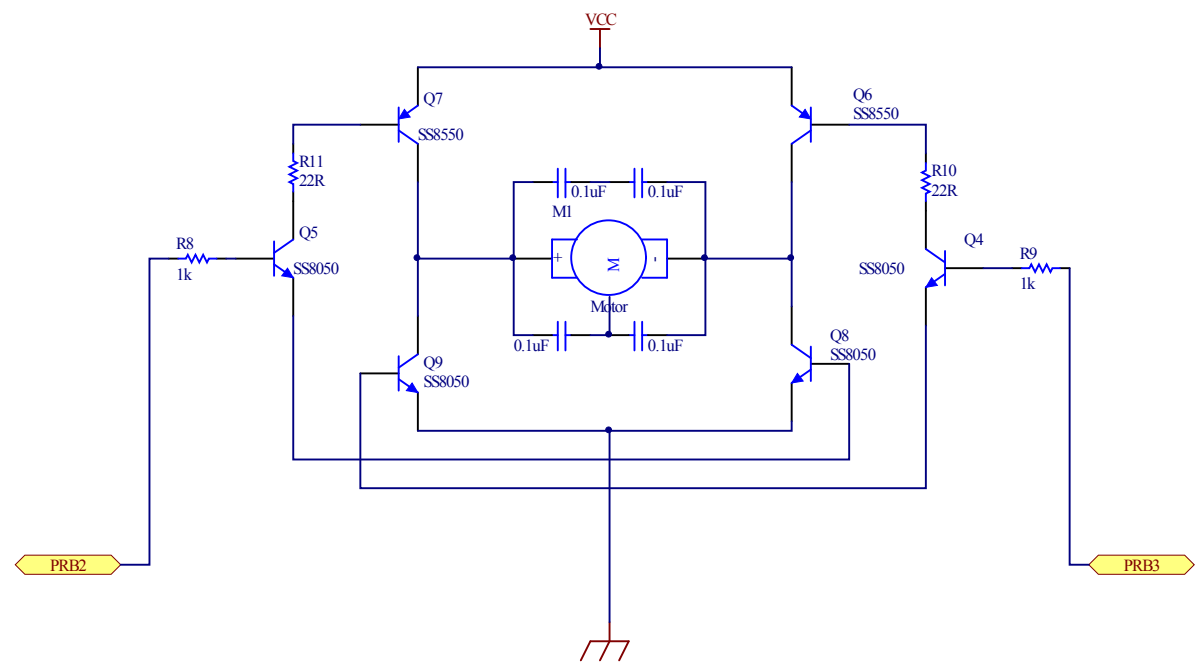 VCC
Q7
SS8550
Q6
SS8550
R11
22R
R10
22R
0.1uF
0.1uF
M1
Q5
SS8050
R8
1k
+
M
-
Motor
Q4
SS8050
R9
1k
0.1uF
0.1uF
Q9
SS8050
Q8
SS8050
PRB2
PRB3